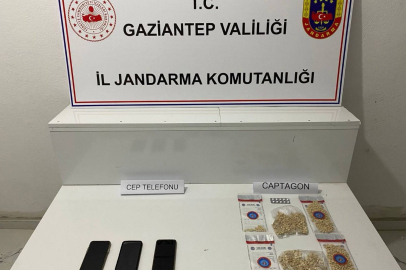 T.C.
GAZİANTEP VALİLİĞİ
İL JANDARMA KOMUTANLIĞI
CEP TELEFONU
CAPTAGON